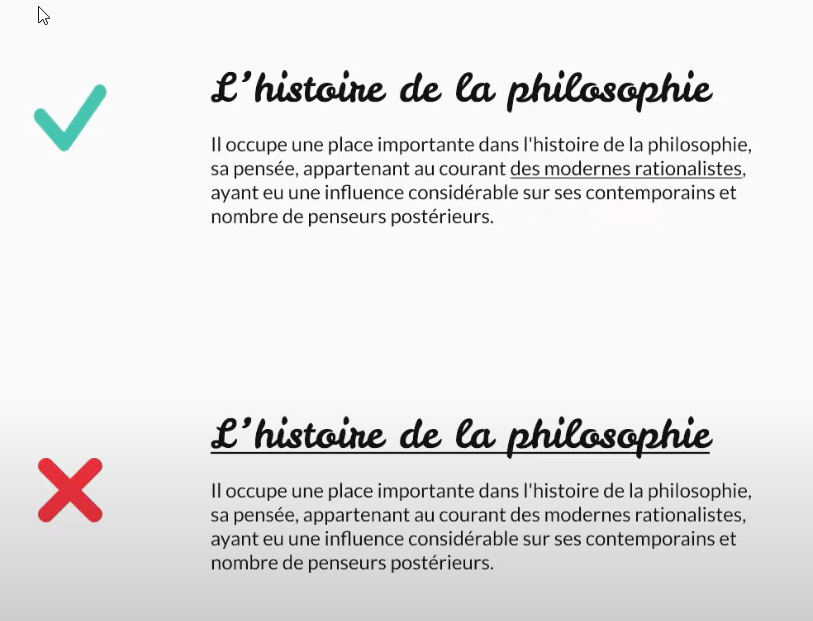 L’histoire de la philosophie
Il occupe une place importante dans l'histoire de la philosophie,
sa pensée, appartenant au courant des modernes rationalistes,
ayant eu une influence considérable sur ses contemporains et
nombre de penseurs postérieurs.
L’histoire de la philosophie
Il occupe une place importante dans l'histoire de la philosophie,
sa pensée, appartenant au courant des modernes rationalistes,
ayant eu une influence considérable sur ses contemporains et
nombre de penseurs postérieurs.